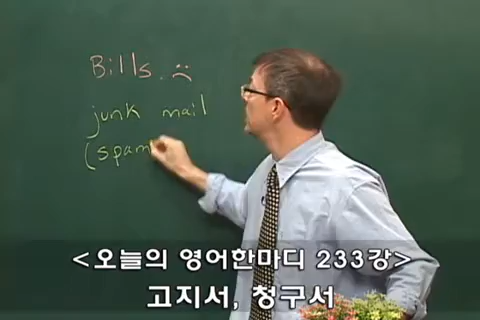 Bills. :(
junk mail
(spam
<오늘의 영어한마디 233강>
고지서, 청구서